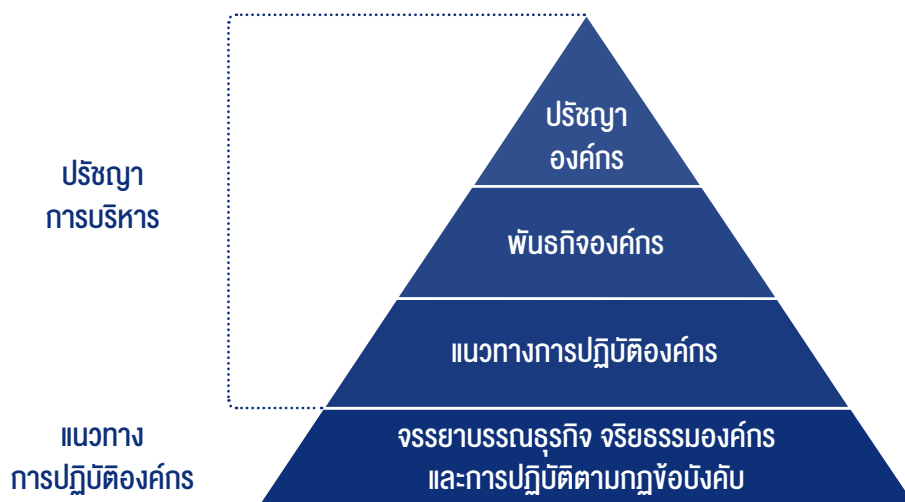 ปรัชญา
องค์กร
ปรัชญา
การบริหาร
พันธกิจองค์กร
แนวทางการปฏิบัติองค์กร
แนวทาง
การปฏิบัติองค์กร
จรรยาบรรณธุรกิจ จริยธรรมองค์กร
และการปฏิบัติตามกฎข้อบังคับ